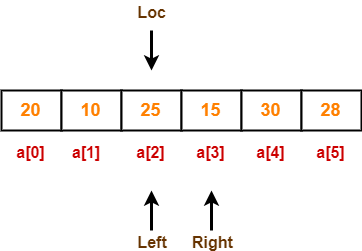 Loc
20 10 25 15 30 28
a[0] a[1] a[2] a[3] a[4] a[5]
Left Right